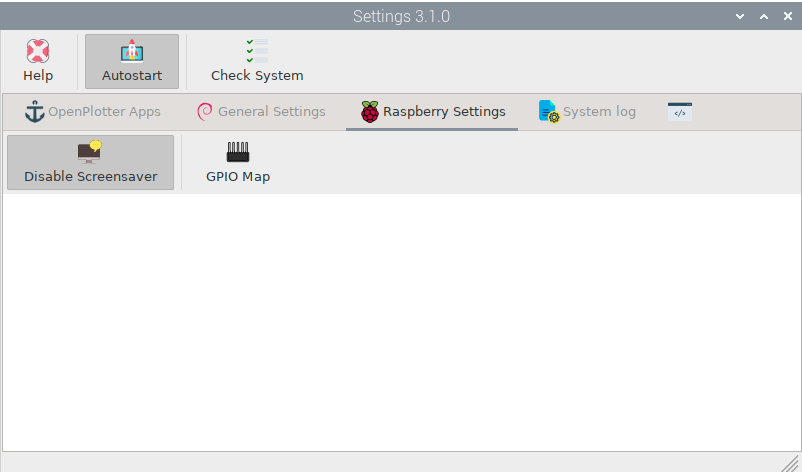 Settings 3.1.0
Help
Autostart
Check System
OpenPlotter Apps
General Settings
Raspberry Settings
System log
</>
Disable Screensaver
GPIO Map